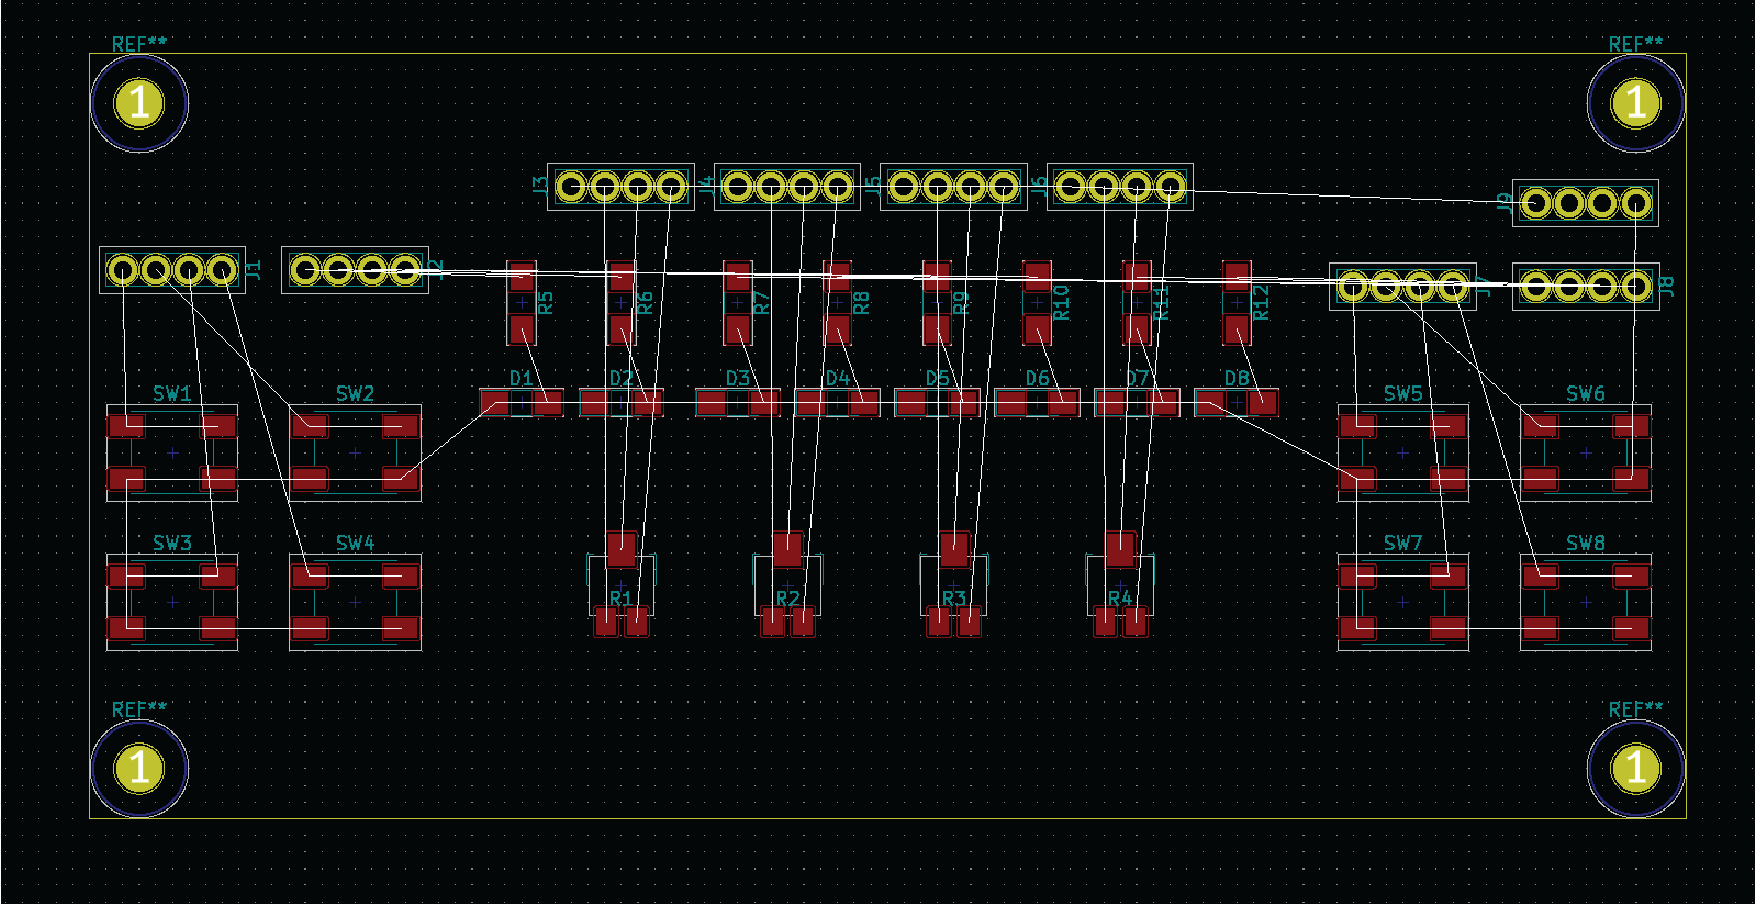 REF** REF**
1 1
J3 J4 J5 J6 J9
J1 J2 J7 J8
R5 R6 R7 R8 R9 R10 R11 R12
D1 D2 D3 D4 D5 D6 D7 D8
SW1 SW2 SW5 SW6
SW3 SW4 SW7 SW8
R1 R2 R3 R4
REF** REF**
1 1